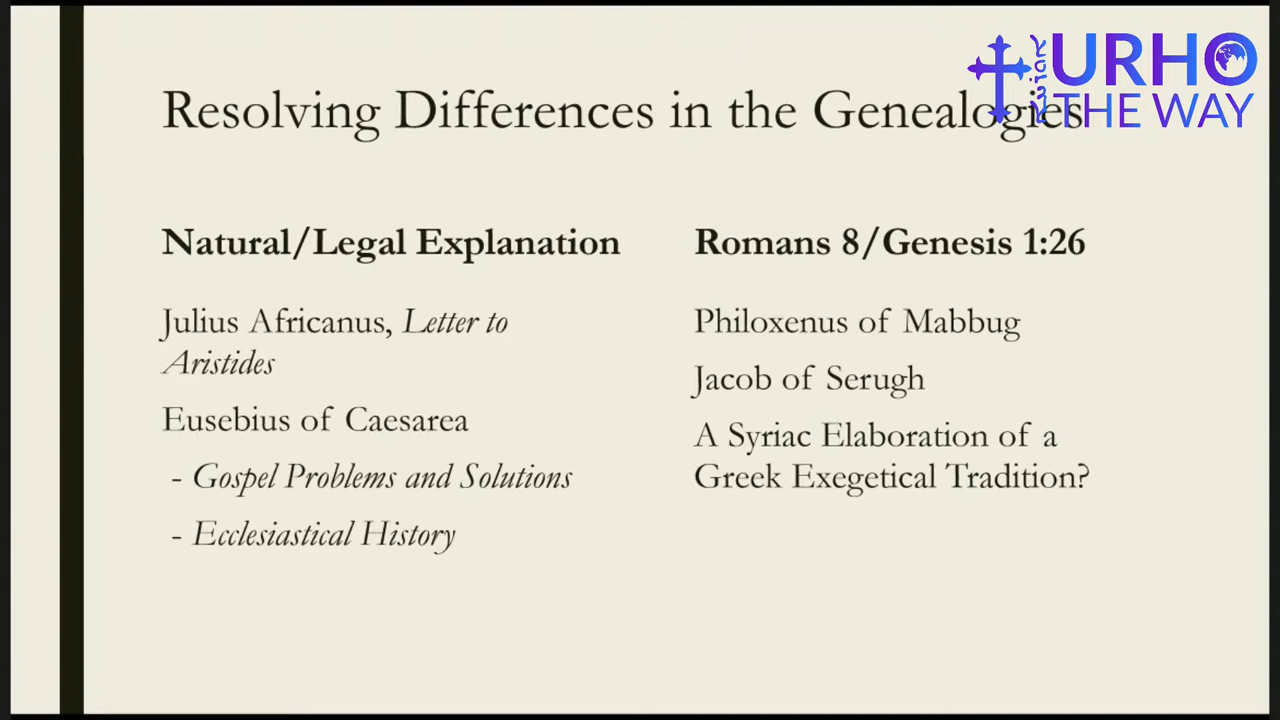 Resolving Differences in the Genealogies
URHO
THE WAY
Natural/Legal Explanation
Julius Africanus, Letter to
Aristides
Eusebius of Caesarea
- Gospel Problems and Solutions
- Ecclesiastical History
Romans 8/Genesis 1:26
Philoxenus of Mabbug
Jacob of Serugh
A Syriac Elaboration of a
Greek Exegetical Tradition?